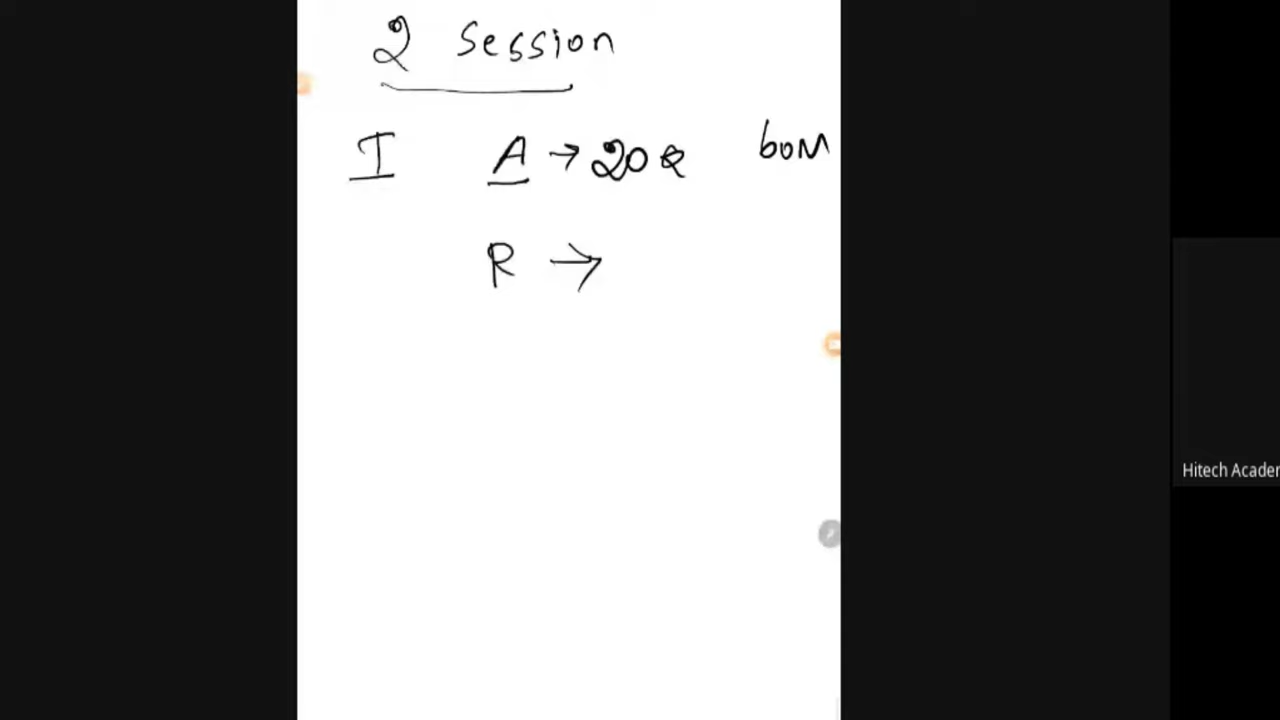 2 Session
I A → 20Q 60M
R →
Hitech Acader